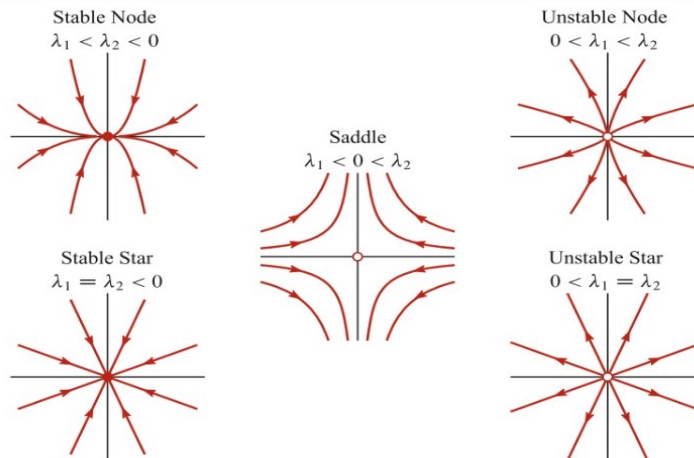 Stable Node
λ₁ < λ₂ < 0
Unstable Node
0 < λ₁ < λ₂
Saddle
λ₁ < 0 < λ₂
Stable Star
λ₁ = λ₂ < 0
Unstable Star
0 < λ₁ = λ₂